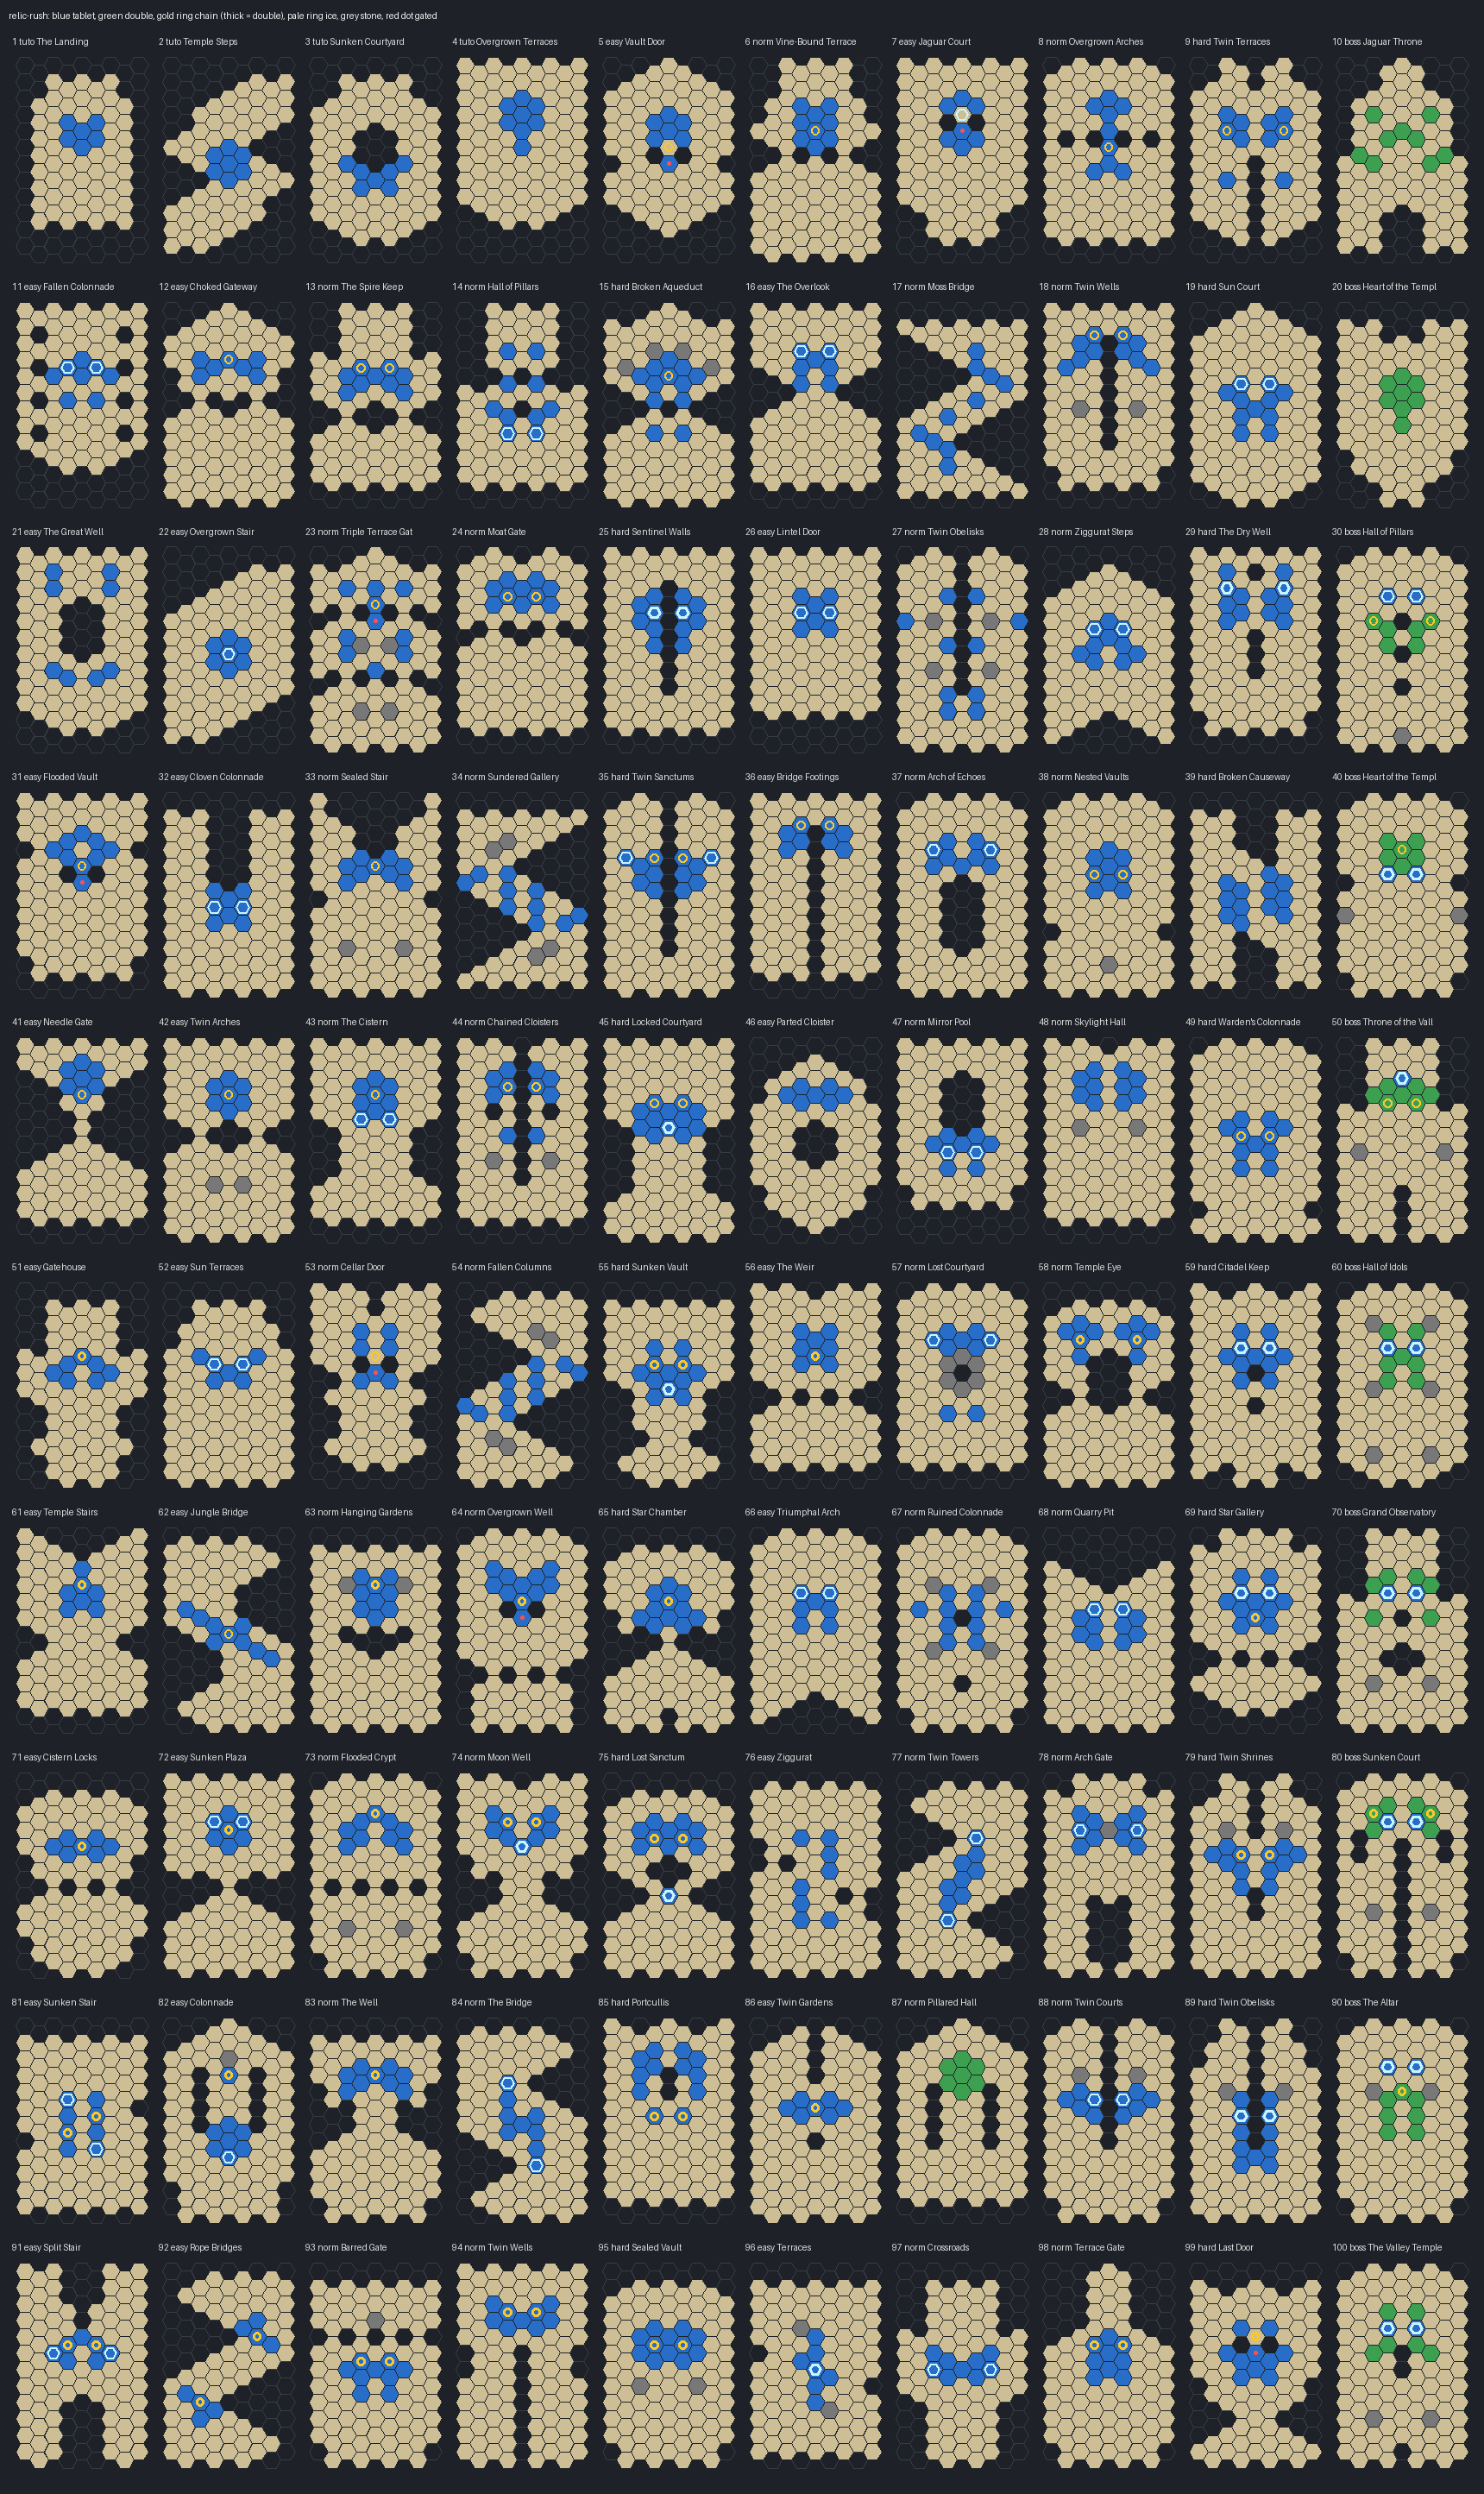 relic-rush: blue tablet, green double, gold ring chain (thick = double), pale ring ice, grey stone, red dot gated
1 tuto The Landing
2 tuto Temple Steps
3 tuto Sunken Courtyard
4 tuto Overgrown Terraces
5 easy Vault Door
6 norm Vine-Bound Terrace
7 easy Jaguar Court
8 norm Overgrown Arches
9 hard Twin Terraces
10 boss Jaguar Throne
11 easy Fallen Colonnade
12 easy Choked Gateway
13 norm The Spire Keep
14 norm Hall of Pillars
15 hard Broken Aqueduct
16 easy The Overlook
17 norm Moss Bridge
18 norm Twin Wells
19 hard Sun Court
20 boss Heart of the Templ
21 easy The Great Well
22 easy Overgrown Stair
23 norm Triple Terrace Gat
24 norm Moat Gate
25 hard Sentinel Walls
26 easy Lintel Door
27 norm Twin Obelisks
28 norm Ziggurat Steps
29 hard The Dry Well
30 boss Hall of Pillars
31 easy Flooded Vault
32 easy Cloven Colonnade
33 norm Sealed Stair
34 norm Sundered Gallery
35 hard Twin Sanctums
36 easy Bridge Footings
37 norm Arch of Echoes
38 norm Nested Vaults
39 hard Broken Causeway
40 boss Heart of the Templ
41 easy Needle Gate
42 easy Twin Arches
43 norm The Cistern
44 norm Chained Cloisters
45 hard Locked Courtyard
46 easy Parted Cloister
47 norm Mirror Pool
48 norm Skylight Hall
49 hard Warden's Colonnade
50 boss Throne of the Vall
51 easy Gatehouse
52 easy Sun Terraces
53 norm Cellar Door
54 norm Fallen Columns
55 hard Sunken Vault
56 easy The Weir
57 norm Lost Courtyard
58 norm Temple Eye
59 hard Citadel Keep
60 boss Hall of Idols
61 easy Temple Stairs
62 easy Jungle Bridge
63 norm Hanging Gardens
64 norm Overgrown Well
65 hard Star Chamber
66 easy Triumphal Arch
67 norm Ruined Colonnade
68 norm Quarry Pit
69 hard Star Gallery
70 boss Grand Observatory
71 easy Cistern Locks
72 easy Sunken Plaza
73 norm Flooded Crypt
74 norm Moon Well
75 hard Lost Sanctum
76 easy Ziggurat
77 norm Twin Towers
78 norm Arch Gate
79 hard Twin Shrines
80 boss Sunken Court
81 easy Sunken Stair
82 easy Colonnade
83 norm The Well
84 norm The Bridge
85 hard Portcullis
86 easy Twin Gardens
87 norm Pillared Hall
88 norm Twin Courts
89 hard Twin Obelisks
90 boss The Altar
91 easy Split Stair
92 easy Rope Bridges
93 norm Barred Gate
94 norm Twin Wells
95 hard Sealed Vault
96 easy Terraces
97 norm Crossroads
98 norm Terrace Gate
99 hard Last Door
100 boss The Valley Temple